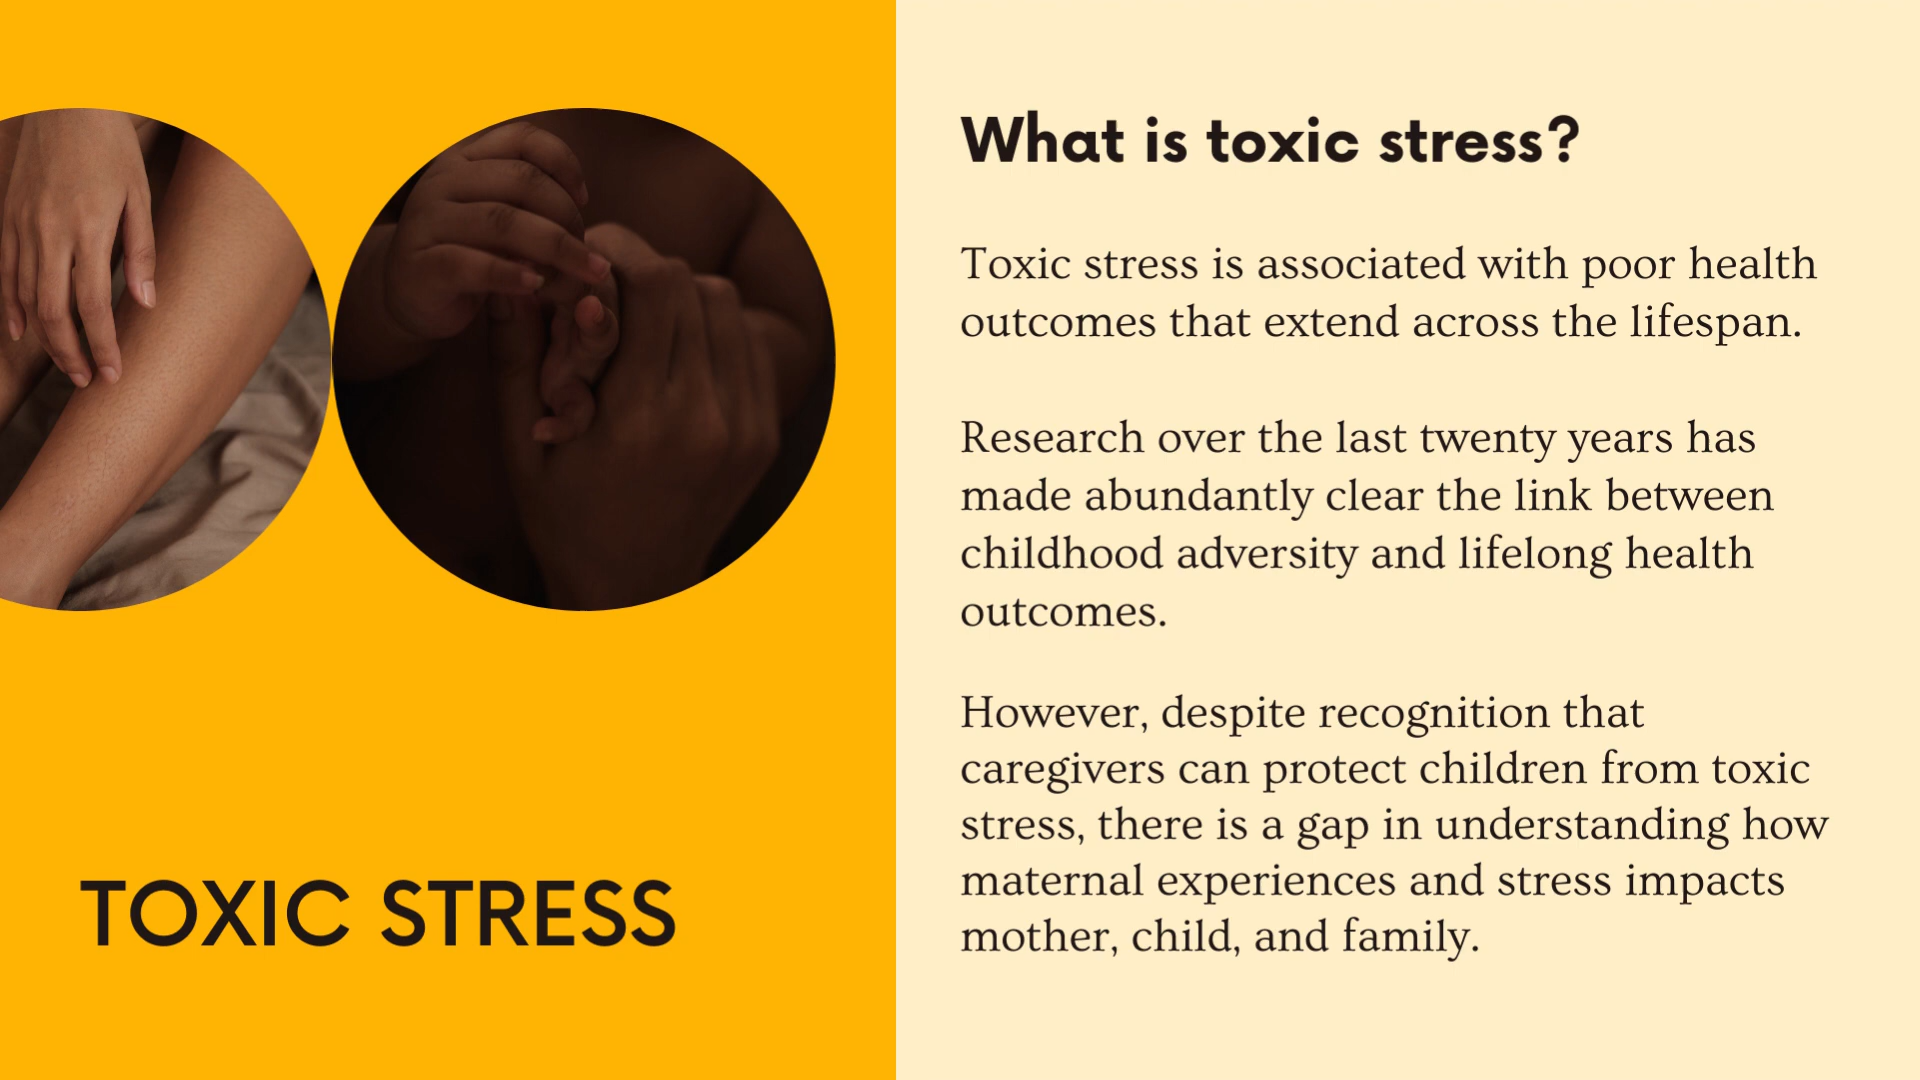 TOXIC STRESS
What is toxic stress?
Toxic stress is associated with poor health
outcomes that extend across the lifespan.
Research over the last twenty years has
made abundantly clear the link between
childhood adversity and lifelong health
outcomes.
However, despite recognition that
caregivers can protect children from toxic
stress, there is a gap in understanding how
maternal experiences and stress impacts
mother, child, and family.